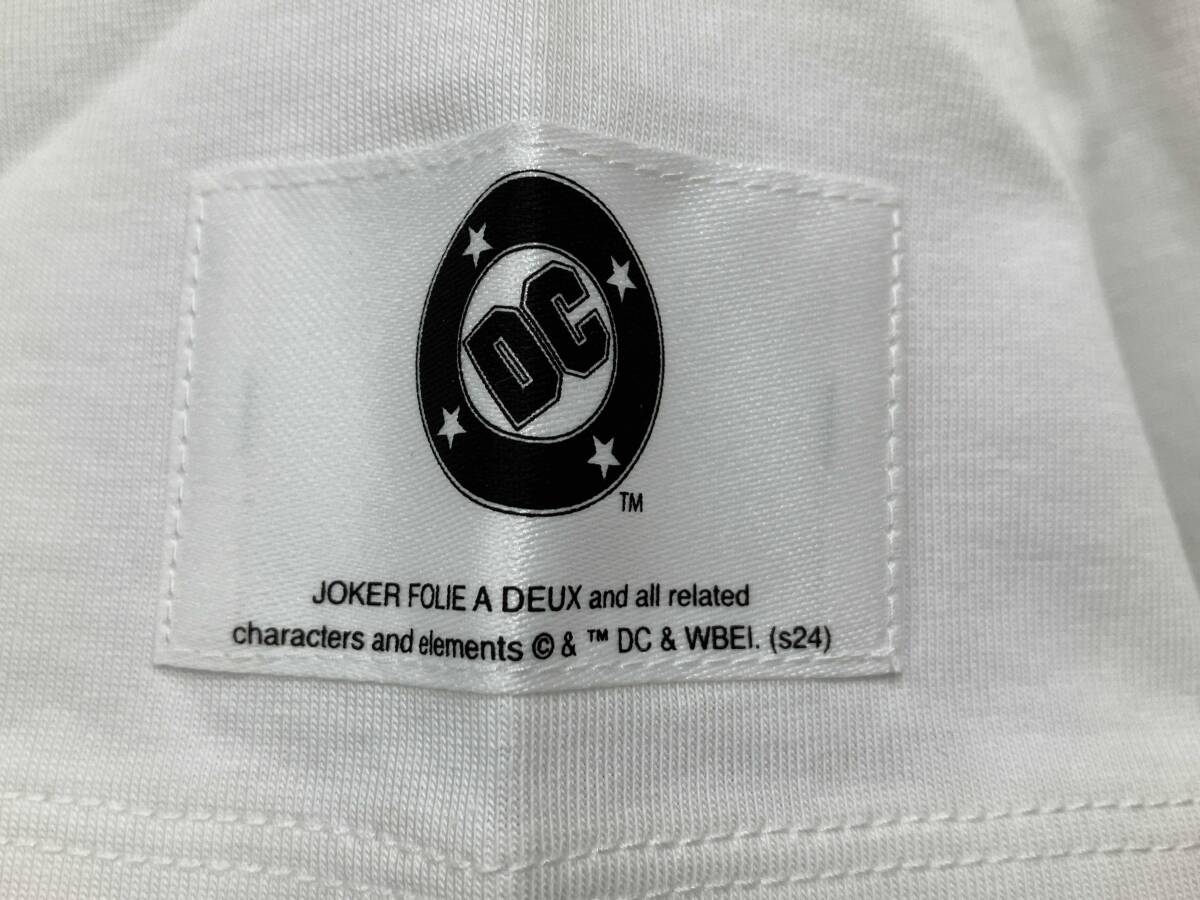 DC
TM
JOKER FOLIE A DEUX and all related
characters and elements © & ™ DC & WBEI. (s24)